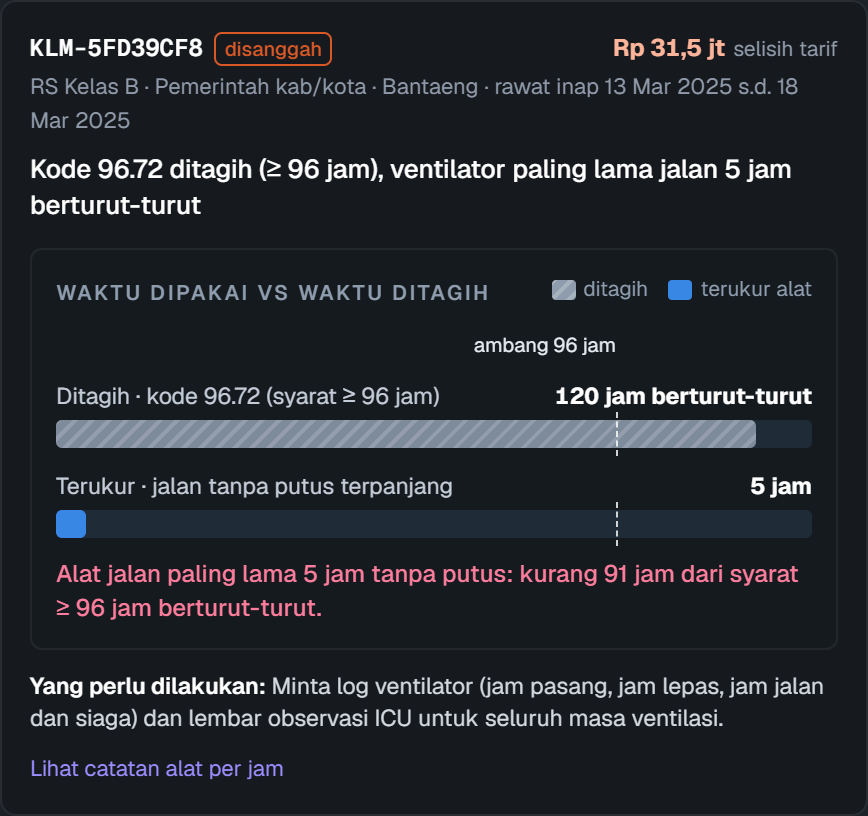 KLM-5FD39CF8 disanggah Rp 31,5 jt selisih tarif
RS Kelas B · Pemerintah kab/kota · Bantaeng · rawat inap 13 Mar 2025 s.d. 18
Mar 2025
Kode 96.72 ditagih (≥ 96 jam), ventilator paling lama jalan 5 jam
berturut-turut
WAKTU DIPAKAI VS WAKTU DITAGIH ditagih terukur alat
ambang 96 jam
Ditagih · kode 96.72 (syarat ≥ 96 jam) 120 jam berturut-turut
Terukur · jalan tanpa putus terpanjang 5 jam
Alat jalan paling lama 5 jam tanpa putus: kurang 91 jam dari syarat
≥ 96 jam berturut-turut.
Yang perlu dilakukan: Minta log ventilator (jam pasang, jam lepas, jam jalan
dan siaga) dan lembar observasi ICU untuk seluruh masa ventilasi.
Lihat catatan alat per jam